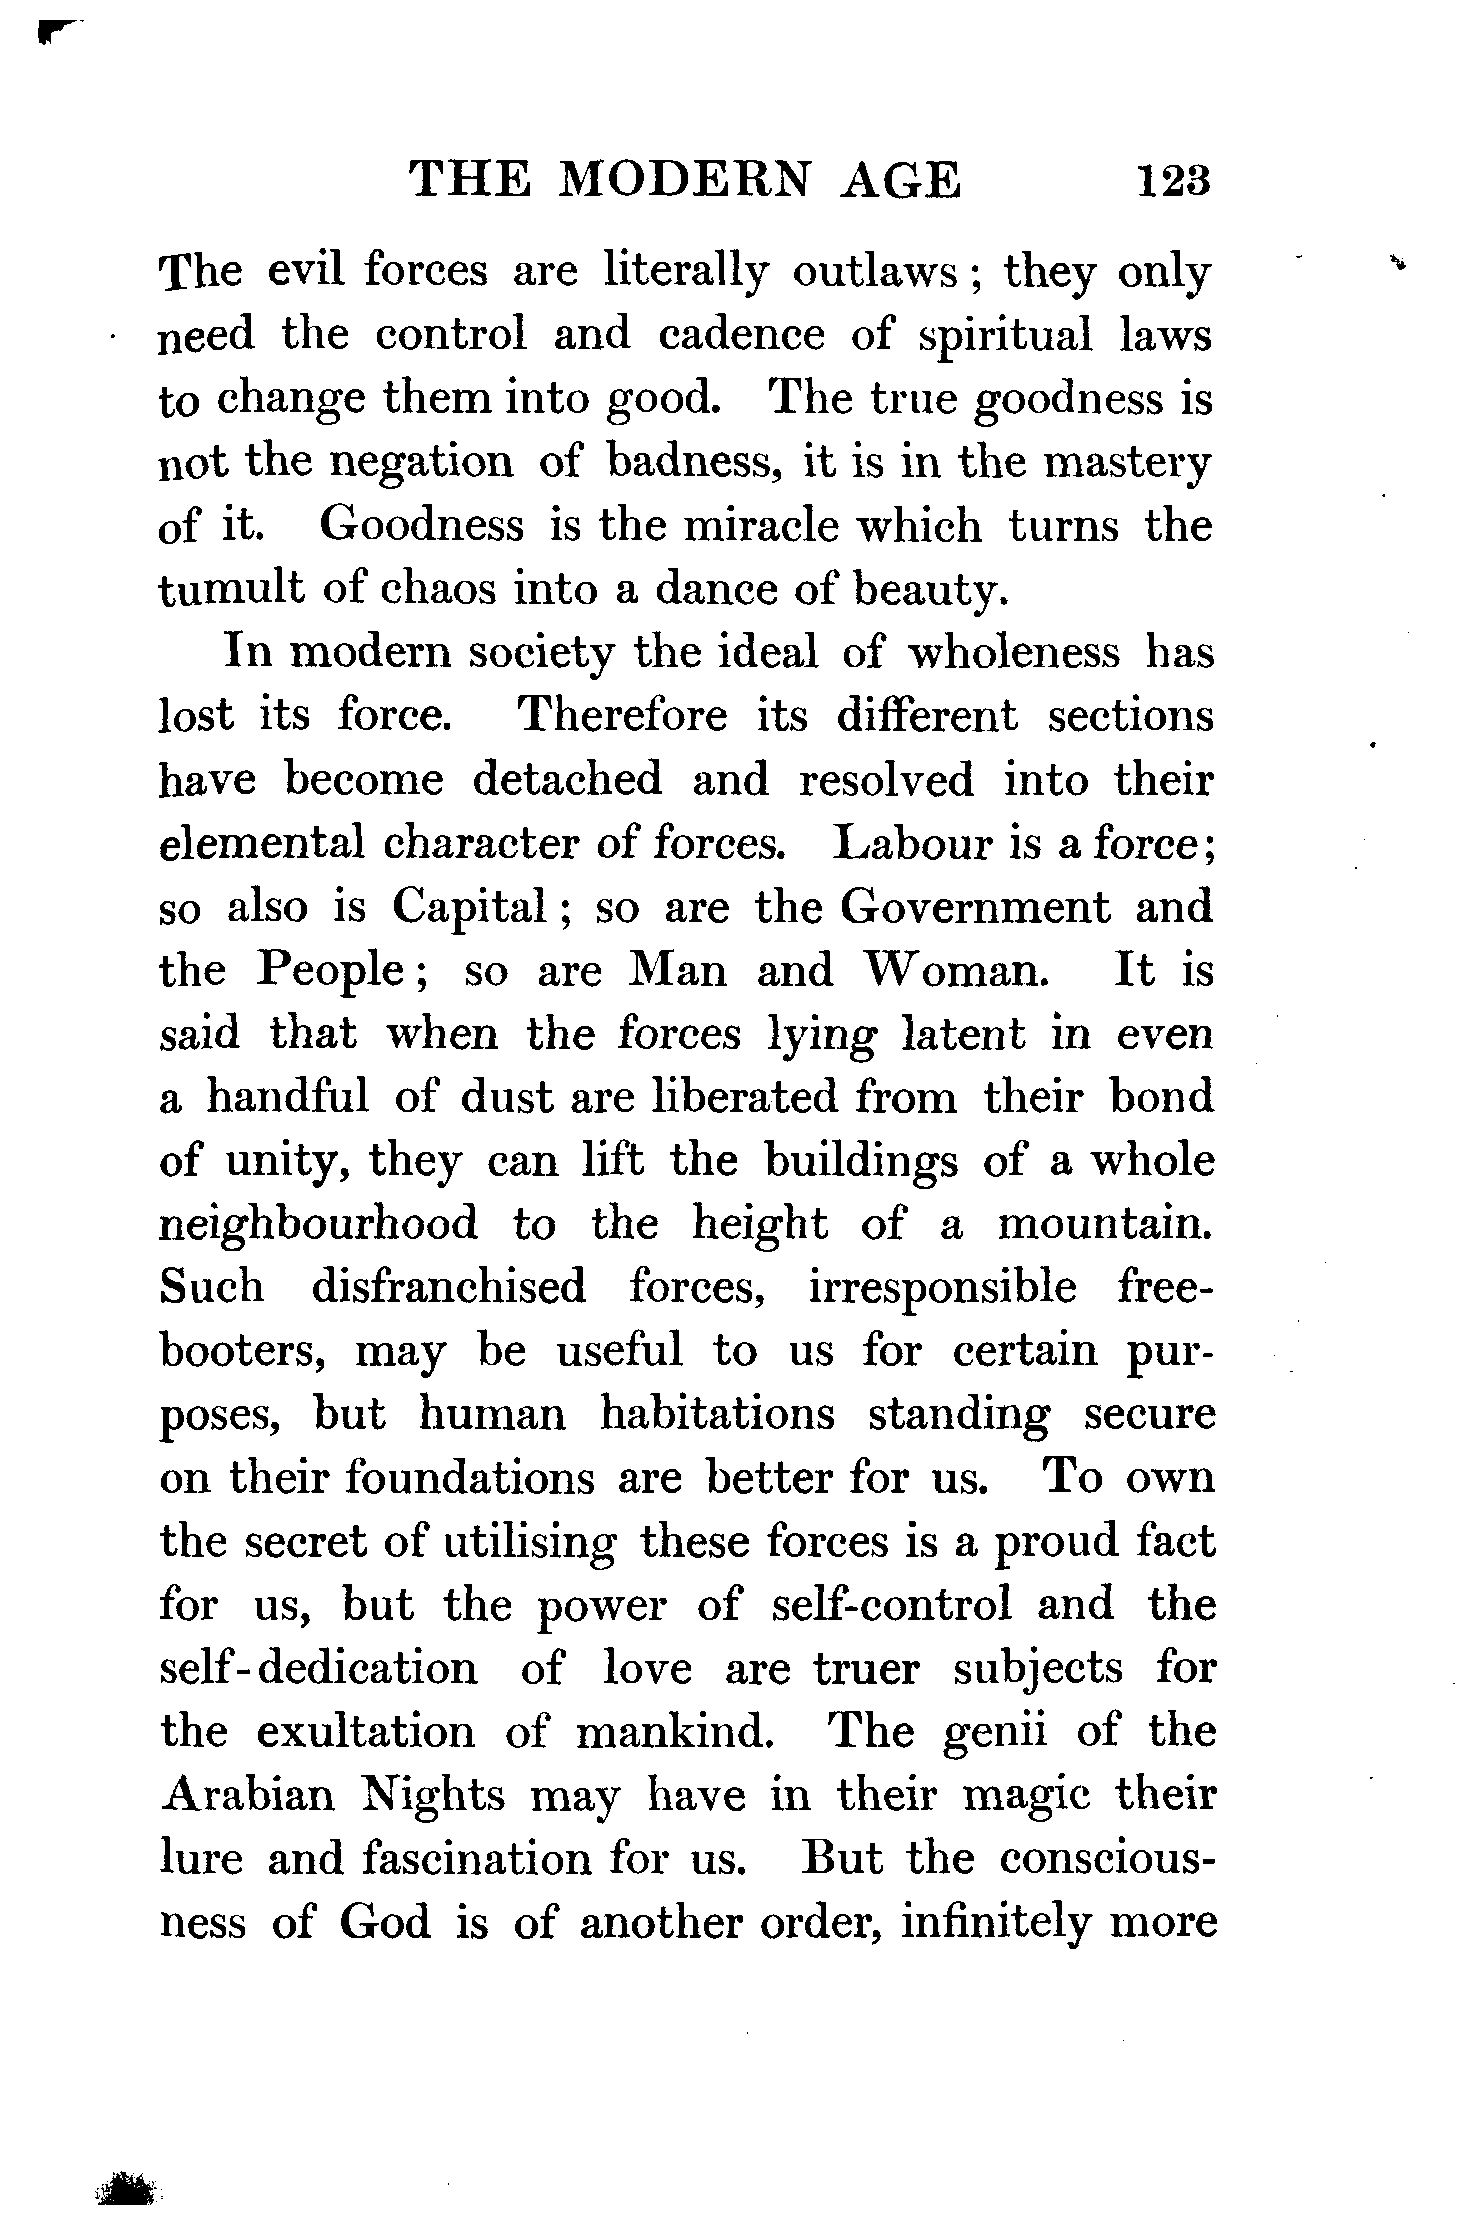 THE MODERN AGE 123
The evil forces are literally outlaws ; they only
need the control and cadence of spiritual laws
to change them into good. The true goodness is
not the negation of badness, it is in the mastery
of it. Goodness is the miracle which turns the
tumult of chaos into a dance of beauty.
In modern society the ideal of wholeness has
lost its force. Therefore its different sections
have become detached and resolved into their
elemental character of forces. Labour is a force;
so also is Capital ; so are the Government and
the People ; so are Man and Woman. It is
said that when the forces lying latent in even
a handful of dust are liberated from their bond
of unity, they can lift the buildings of a whole
neighbourhood to the height of a mountain.
Such disfranchised forces, irresponsible free-
booters, may be useful to us for certain pur-
poses, but human habitations standing secure
on their foundations are better for us. To own
the secret of utilising these forces is a proud fact
for us, but the power of self-control and the
self-dedication of love are truer subjects for
the exultation of mankind. The genii of the
Arabian Nights may have in their magic their
lure and fascination for us. But the conscious-
ness of God is of another order, infinitely more